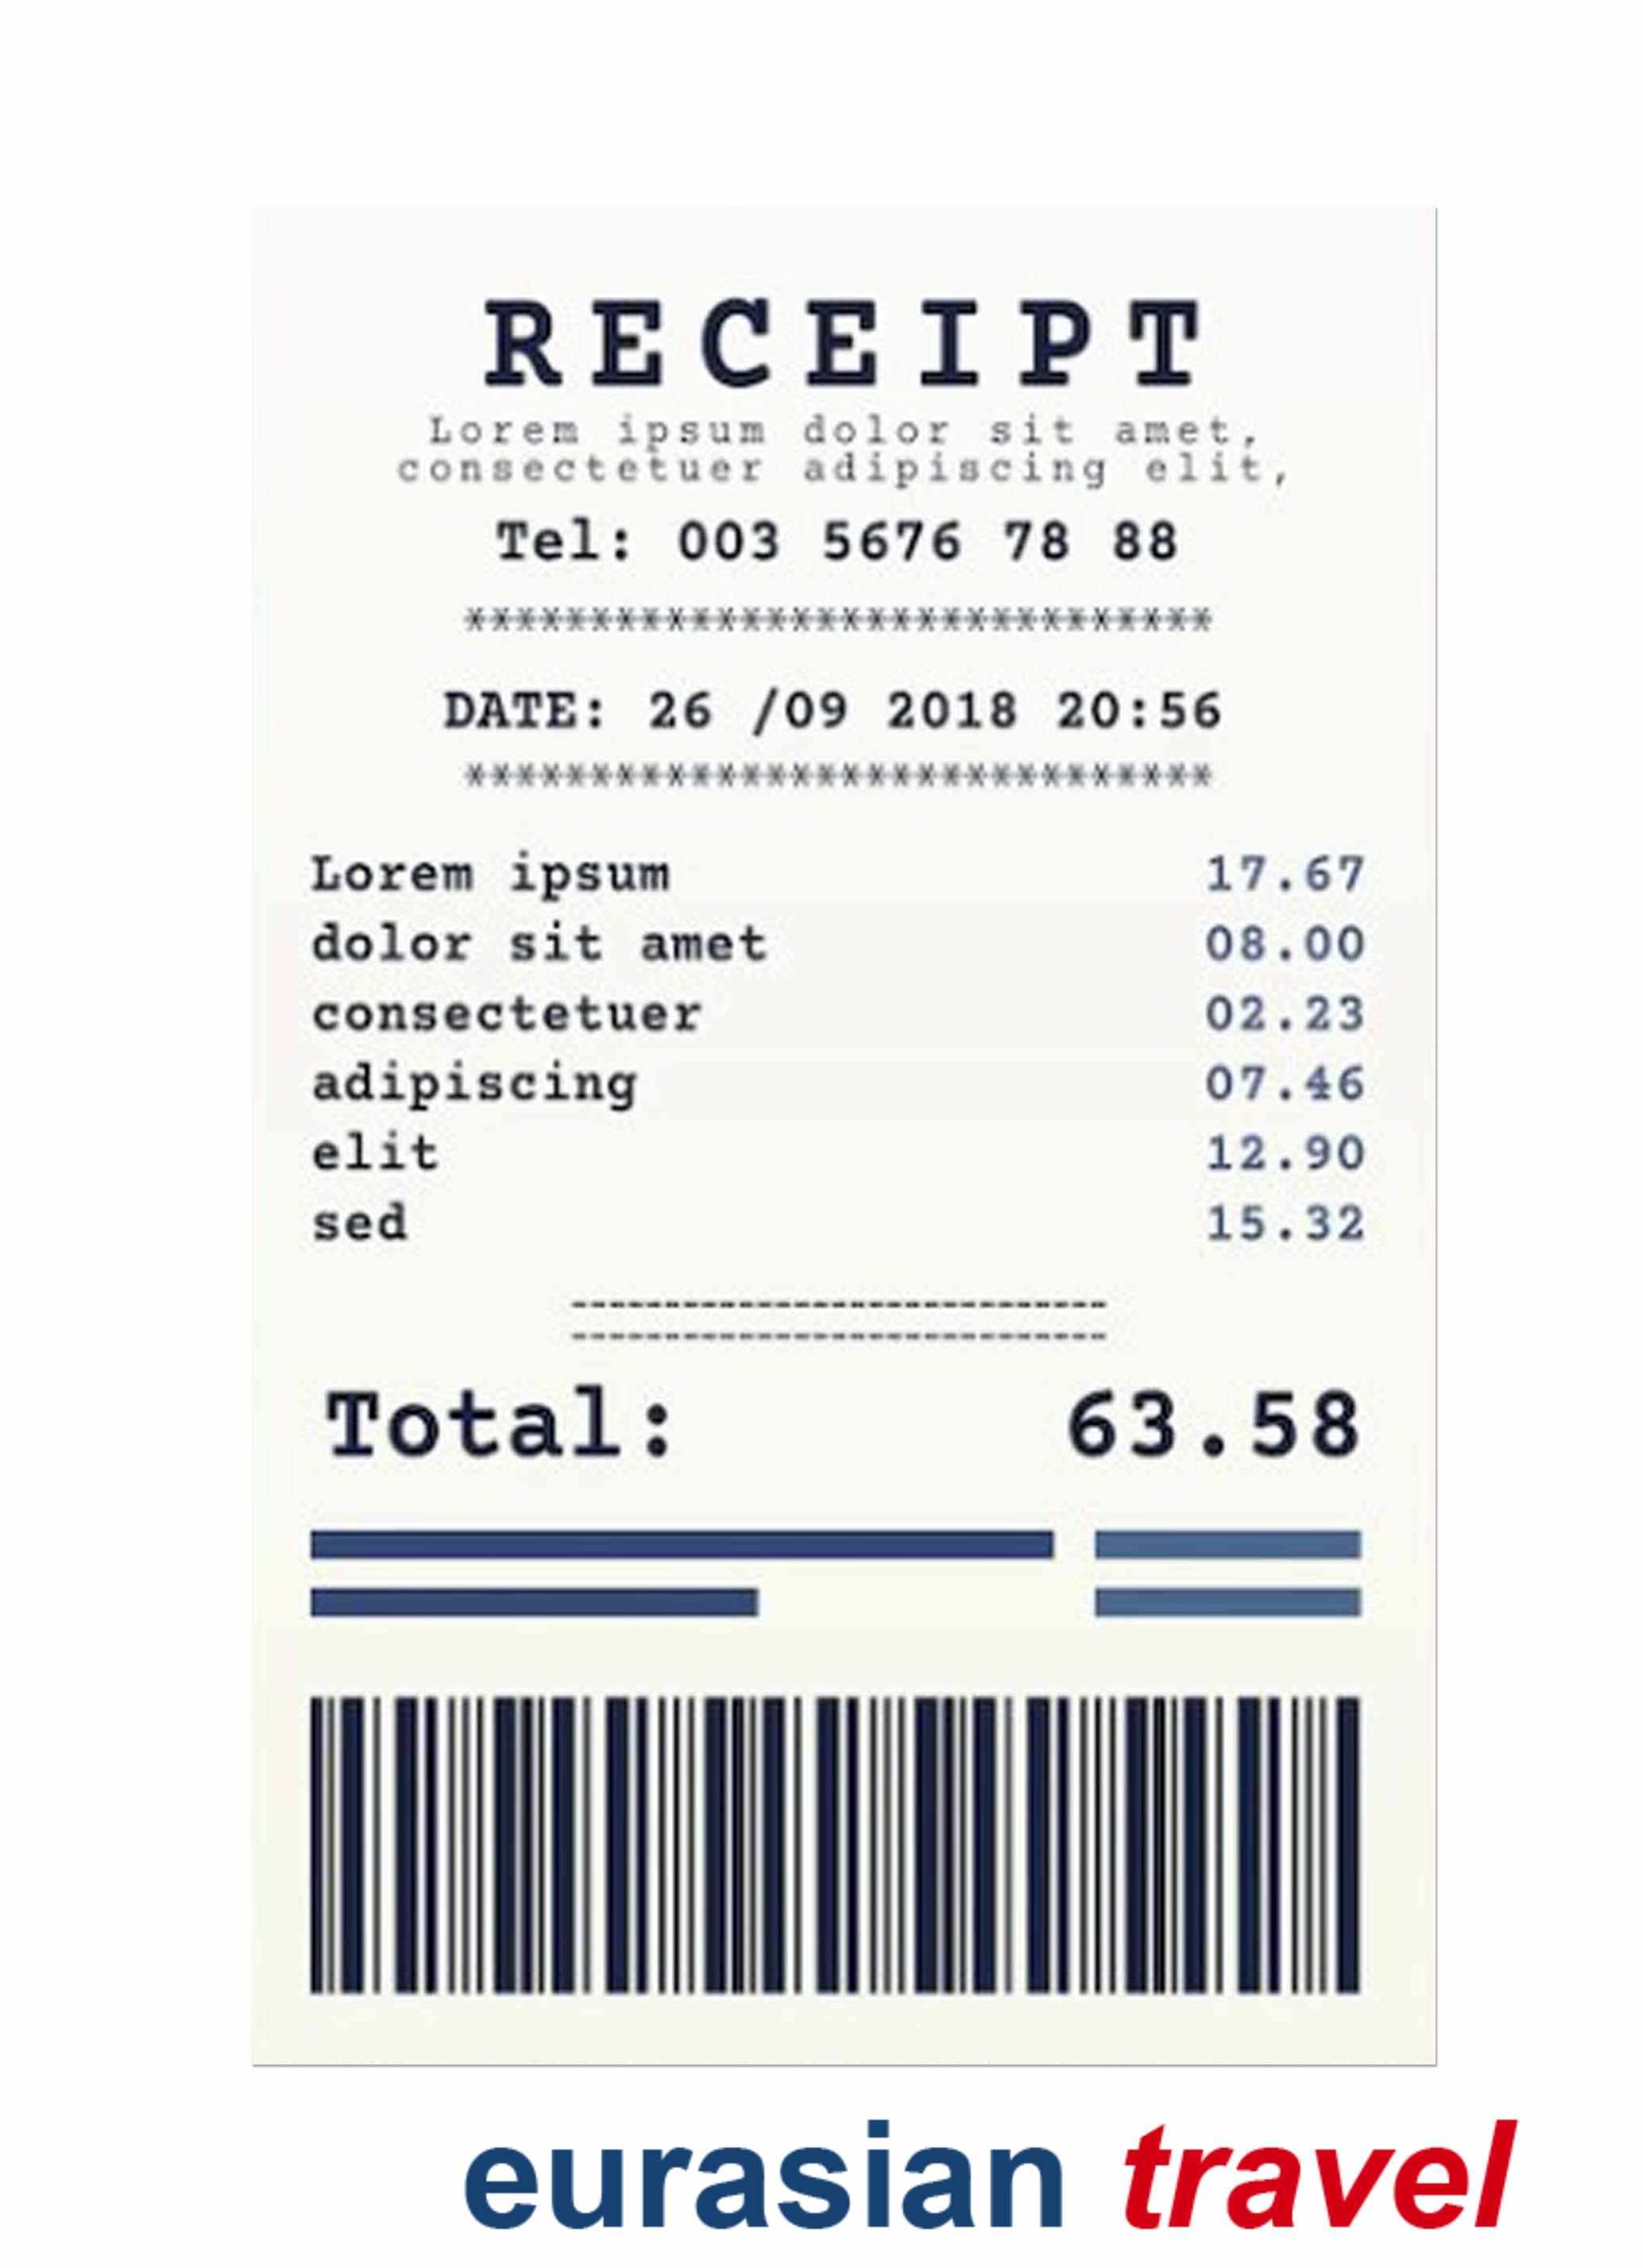 RECEIPT
Lorem ipsum dolor sit amet,
consectetuer adipiscing elit,
Tel: 003 5676 78 88
******************************
DATE: 26 /09 2018 20:56
******************************
Lorem ipsum 17.67
dolor sit amet 08.00
consectetuer 02.23
adipiscing 07.46
elit 12.90
sed 15.32
-----------------------------
-----------------------------
Total: 63.58
eurasian travel